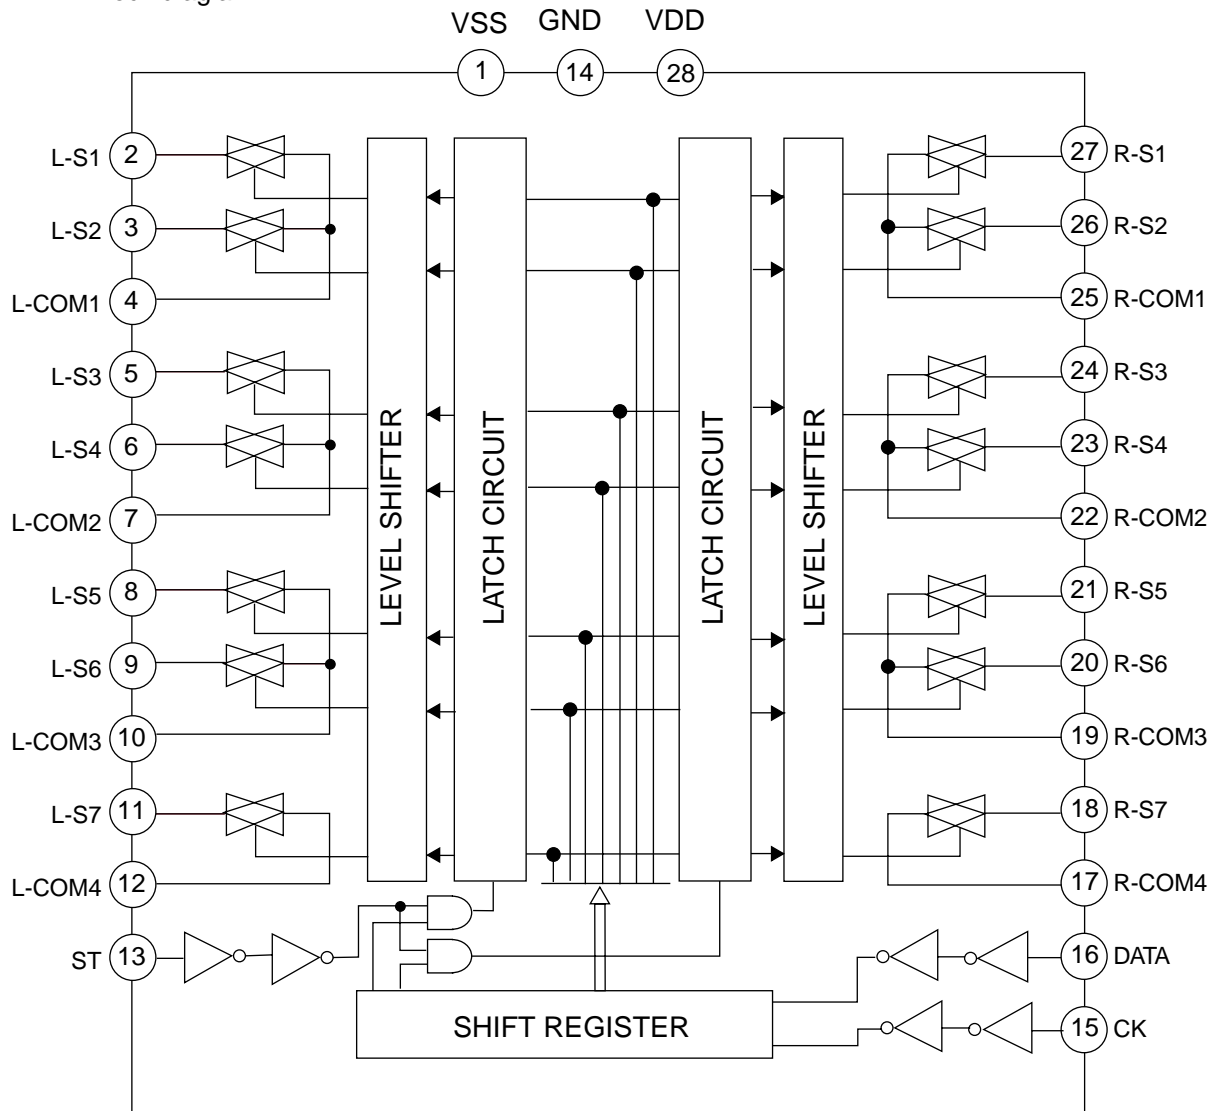 VSS GND VDD
1 14 28
L-S1 2 27 R-S1
L-S2 3 26 R-S2
L-COM1 4 25 R-COM1
L-S3 5 24 R-S3
L-S4 6 23 R-S4
L-COM2 7 22 R-COM2
LEVEL SHIFTER
LATCH CIRCUIT
LATCH CIRCUIT
LEVEL SHIFTER
L-S5 8 21 R-S5
L-S6 9 20 R-S6
L-COM3 10 19 R-COM3
L-S7 11 18 R-S7
L-COM4 12 17 R-COM4
ST 13 16 DATA
SHIFT REGISTER 15 CK